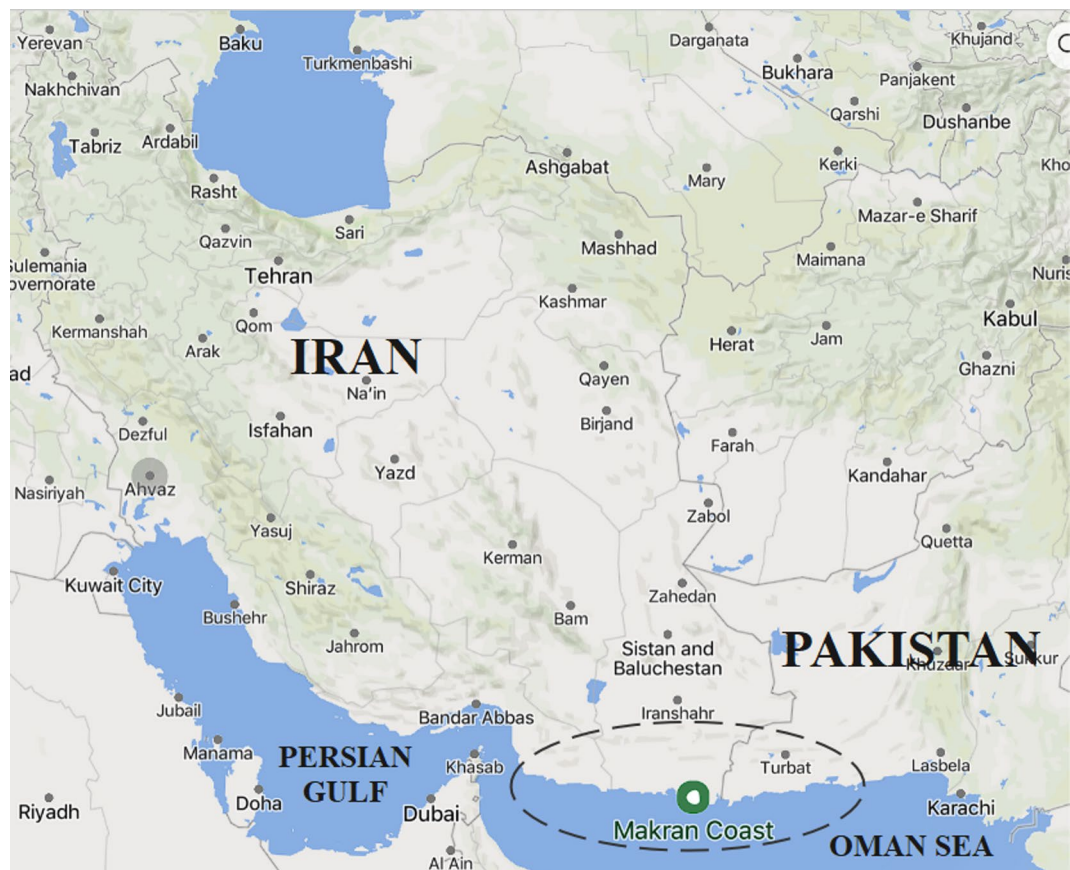 Yerevan
Baku
Turkmenbashi
Darganata
Khujand
Nakhchivan
Bukhara
Panjakent
Qarshi
Dushanbe
Tabriz
Ardabil
Ashgabat
Mary
Kerki
Kho
Rasht
Mazar-e Sharif
Qazvin
Sari
Mashhad
Maimana
Sulemania
overnorate
Tehran
Nuris
Kashmar
Kermanshah
Qom
Kabul
Arak
Herat
Jam
IRAN
Ghazni
ad
Na'in
Qayen
Dezful
Isfahan
Birjand
Farah
Yazd
Kandahar
Nasiriyah
Ahvaz
Zabol
Yasuj
Quetta
Kerman
Kuwait City
Shiraz
Zahedan
Bushehr
Bam
Jahrom
Sistan and
Baluchestan
PAKISTAN
Khuzdar
Sukkur
Jubail
Bandar Abbas
Iranshahr
Manama
PERSIAN
GULF
Khasab
Turbat
Lasbela
Riyadh
Doha
Dubai
Karachi
Makran Coast
OMAN SEA
Al Ain